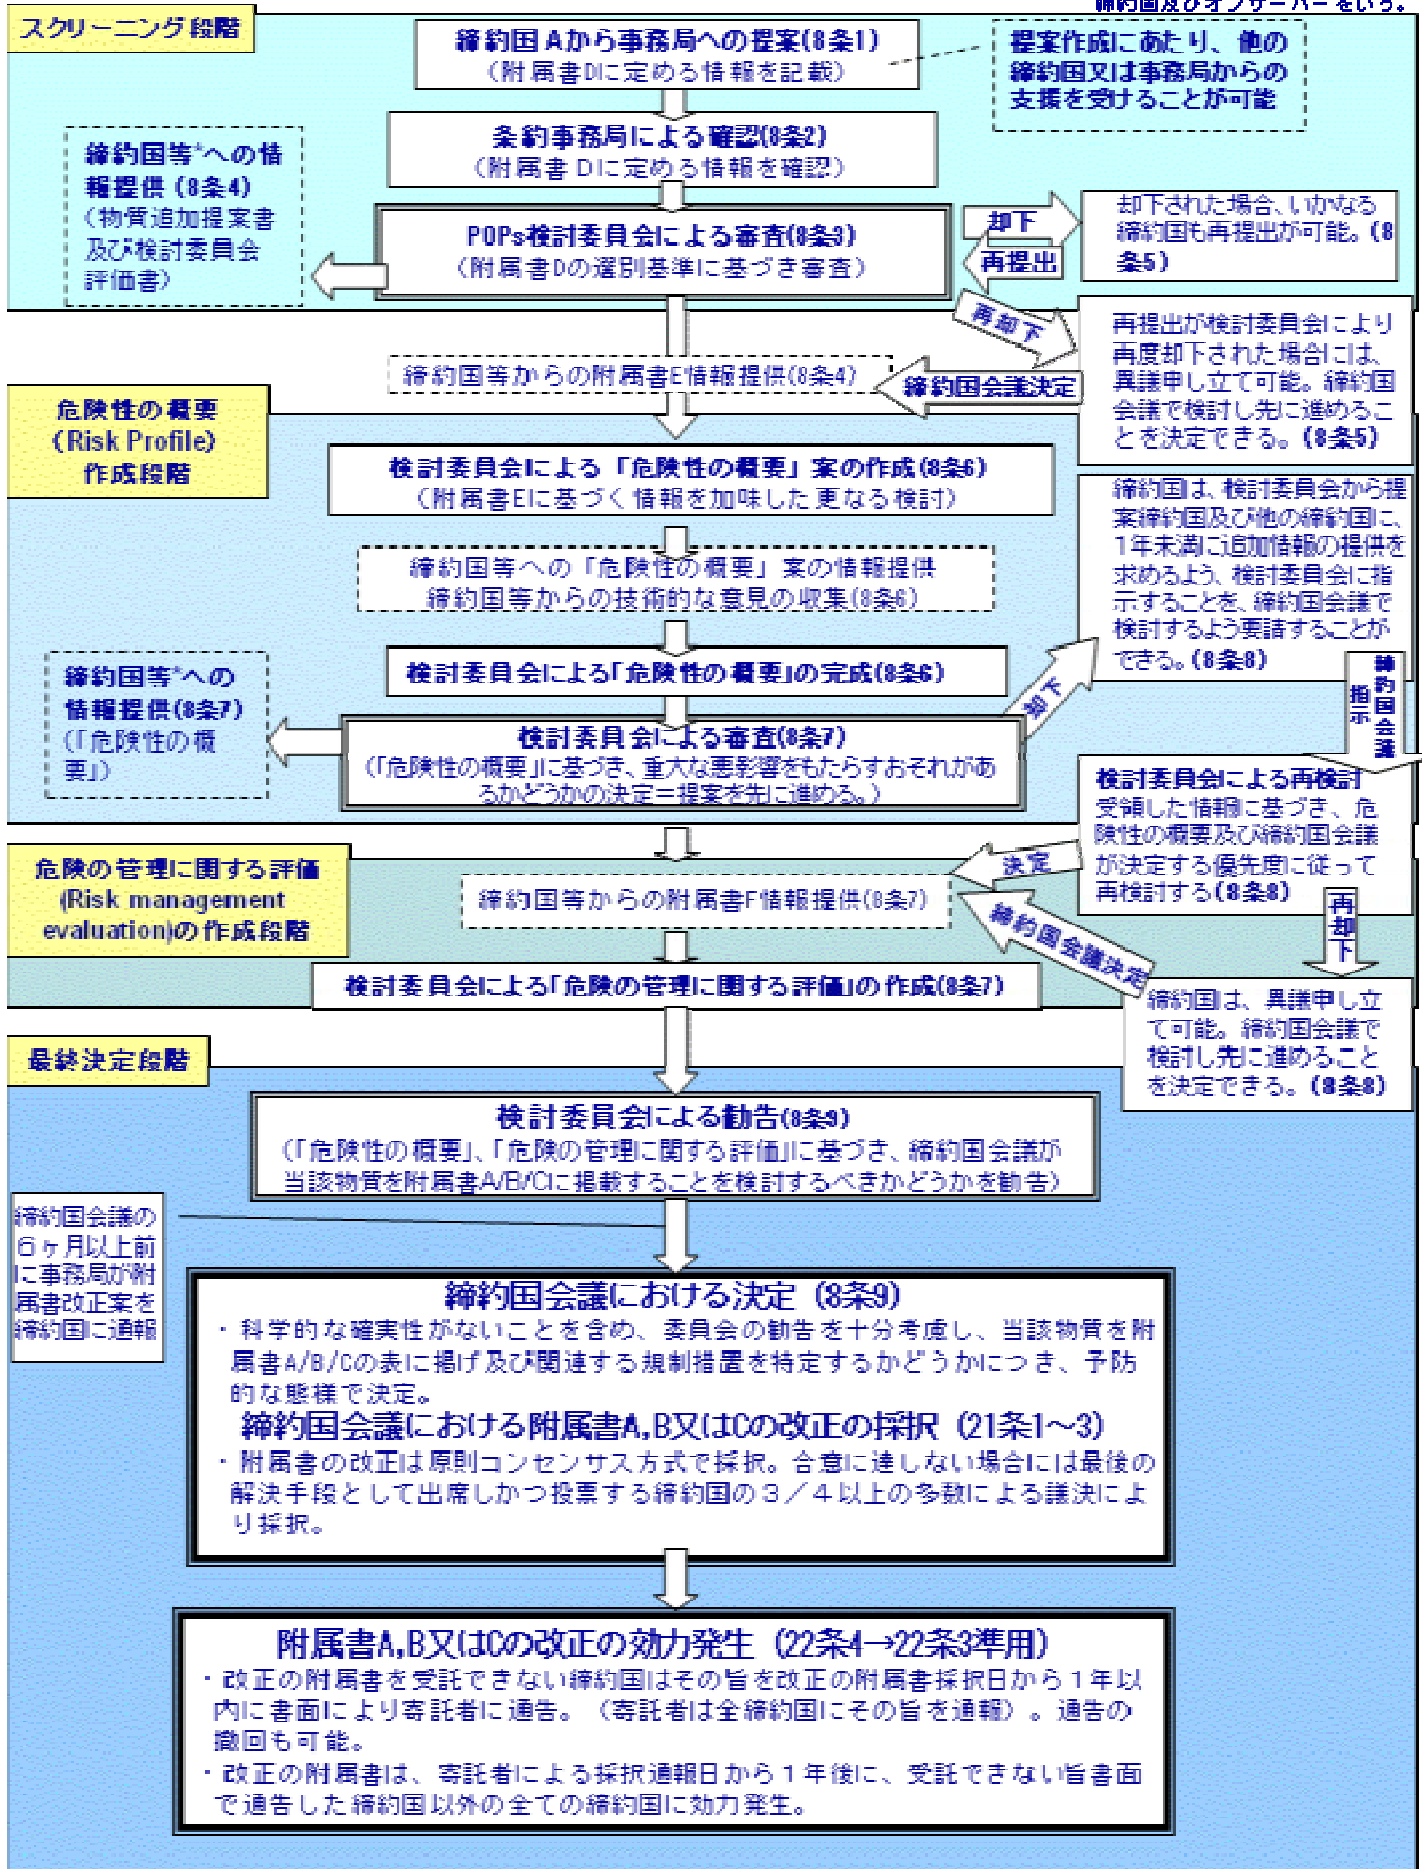 締約国及びオブザーバーをいう。
スクリーニング段階
締約国 Aから事務局への提案(8条1)
（附属書Dに定める情報を記載）
提案作成にあたり、他の
締約国又は事務局からの
支援を受けることが可能
条約事務局による確認(8条2)
（附属書 Dに定める情報を確認）
締約国等*への情
報提供 (8条4)
（物質追加提案書
及び検討委員会
評価書）
POPs検討委員会による審査(8条3)
（附属書Dの選別基準に基づき審査）
却下
再提出
却下された場合、いかなる
締約国も再提出が可能。(8
条5)
再却下
再提出が検討委員会により
再度却下された場合には、
異議申し立て可能。締約国
会議で検討し先に進めるこ
とを決定できる。(8条5)
締約国会議決定
締約国等からの附属書E情報提供(8条4)
危険性の概要
(Risk Profile)
作成段階
検討委員会による「危険性の概要」案の作成(8条6)
（附属書Eに基づく情報を加味した更なる検討）
締約国等への「危険性の概要」案の情報提供
締約国等からの技術的な意見の収集(8条6)
検討委員会による「危険性の概要」の完成(8条6)
締約国等*への
情報提供(8条7)
（「危険性の概
要」）
検討委員会による審査(8条7)
（「危険性の概要」に基づき、重大な悪影響をもたらすおそれがあ
るかどうかの決定＝提案を先に進める。）
却下
締約国は、検討委員会から提
案締約国及び他の締約国に、
1年未満に追加情報の提供を
求めるよう、検討委員会に指
示することを、締約国会議で
検討するよう要請することが
できる。(8条8)
締約国会議
指示
検討委員会による再検討
受領した情報に基づき、危
険性の概要及び締約国会議
が決定する優先度に従って
再検討する(8条8)
決定
再却下
危険の管理に関する評価
(Risk management
evaluation)の作成段階
締約国等からの附属書F情報提供(8条7)
締約国会議決定
検討委員会による「危険の管理に関する評価」の作成(8条7)
締約国は、異議申し立
て可能。締約国会議で
検討し先に進めること
を決定できる。(8条8)
最終決定段階
検討委員会による勧告(8条9)
（「危険性の概要」、「危険の管理に関する評価」に基づき、締約国会議が
当該物質を附属書A/B/Cに掲載することを検討するべきかどうかを勧告）
締約国会議の
６ヶ月以上前
に事務局が附
属書改正案を
締約国に通報
締約国会議における決定（8条9）
・科学的な確実性がないことを含め、委員会の勧告を十分考慮し、当該物質を附
属書A/B/Cの表に掲げ及び関連する規制措置を特定するかどうかにつき、予防
的な態様で決定。
締約国会議における附属書A,B又はCの改正の採択（21条1～3）
・附属書の改正は原則コンセンサス方式で採択。合意に達しない場合には最後の
解決手段として出席しかつ投票する締約国の３／４以上の多数による議決によ
り採択。
附属書A,B又はCの改正の効力発生（22条4→22条3準用）
・改正の附属書を受託できない締約国はその旨を改正の附属書採択日から１年以
内に書面により寄託者に通告。（寄託者は全締約国にその旨を通報）。通告の
撤回も可能。
・改正の附属書は、寄託者による採択通報日から１年後に、受託できない旨書面
で通告した締約国以外の全ての締約国に効力発生。